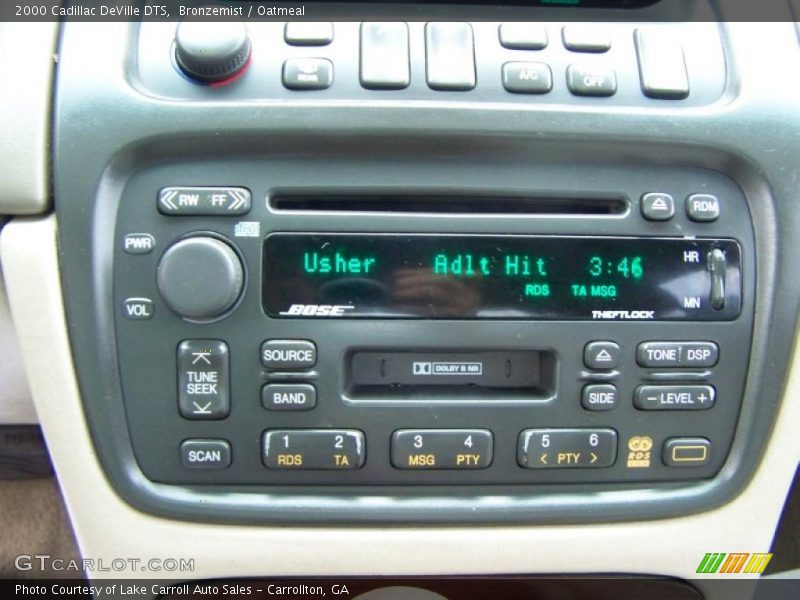 2000 Cadillac DeVille DTS, Bronzemist / Oatmeal
A/C OFF
RW FF RDM
PWR
Usher Adlt Hit 3:46 HR
RDS TA MSG
VOL BOSE THEFTLOCK MN
TUNE SEEK
SOURCE DOLBY B NR TONE DSP
BAND SIDE - LEVEL +
SCAN 1 2 3 4 5 6
RDS TA MSG PTY < PTY > RDS
GTCARLOT.COM
Photo Courtesy of Lake Carroll Auto Sales - Carrollton, GA